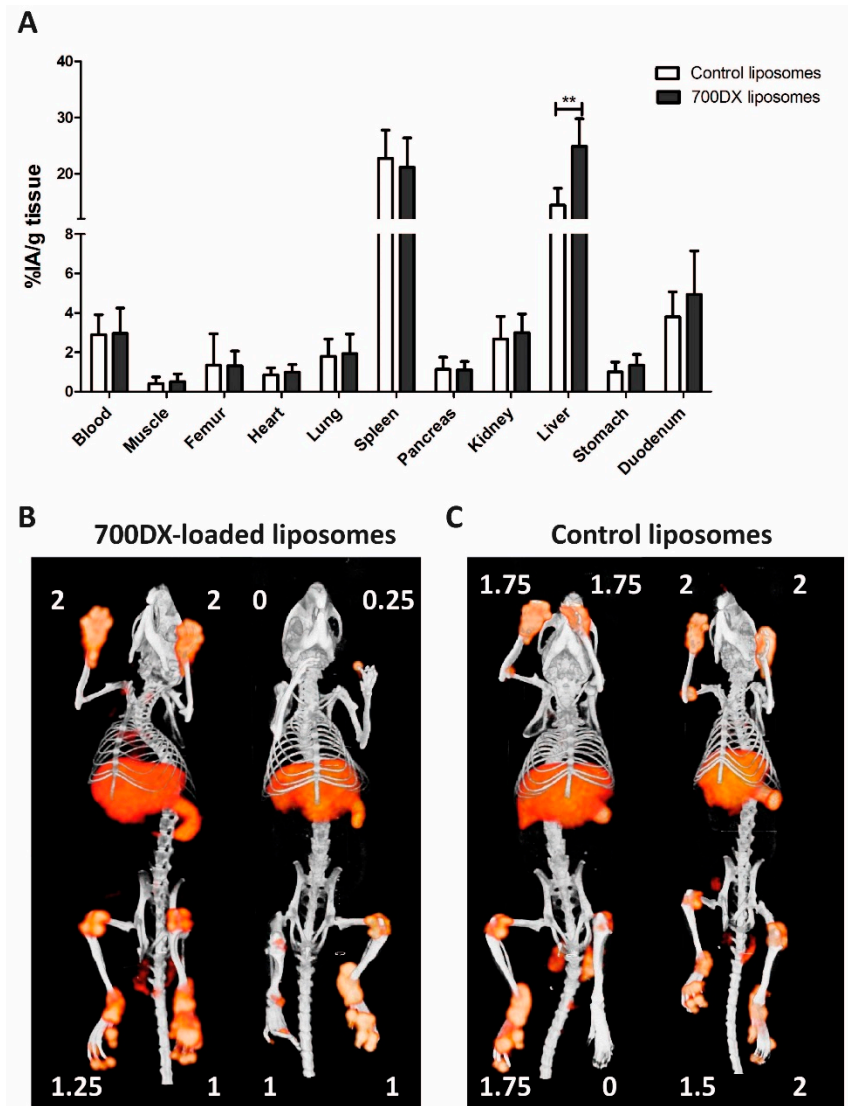 A
40
30
20
8
6
4
2
0
%IA/g tissue
Control liposomes
700DX liposomes
**
Blood
Muscle
Femur
Heart
Lung
Spleen
Pancreas
Kidney
Liver
Stomach
Duodenum
B
700DX-loaded liposomes
2 2 0 0.25
1.25 1 1 1
C
Control liposomes
1.75 1.75 2 2
1.75 0 1.5 2